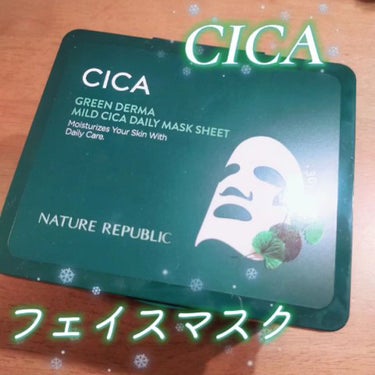 CICA
CICA
GREEN DERMA
MILD CICA DAILY MASK SHEET
Moisturizes Your Skin With
Daily Care.
NATURE REPUBLIC
フェイスマスク